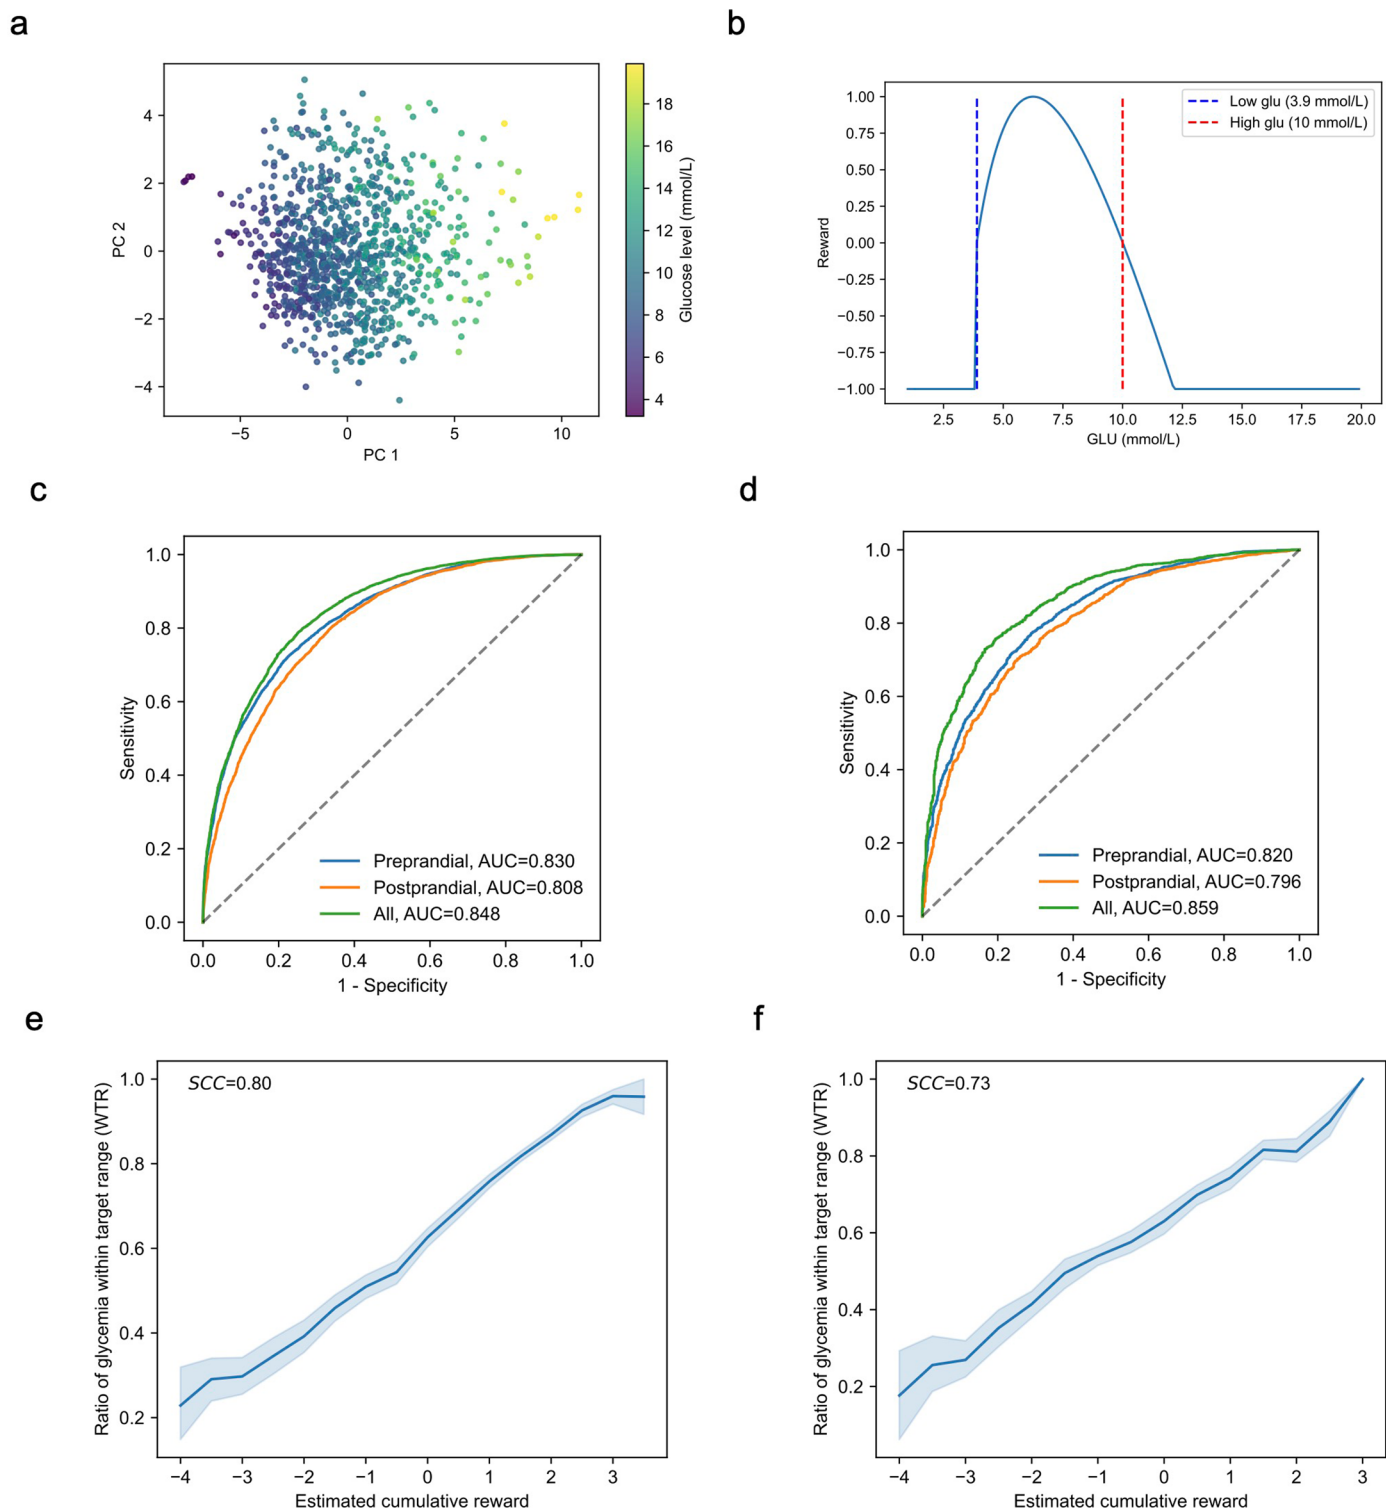 a
4
2
0
−2
−4
PC 2
−5
0
5
10
PC 1
18
16
14
12
10
8
6
4
Glucose level (mmol/L)
b
1.00
0.75
0.50
0.25
0.00
−0.25
−0.50
−0.75
−1.00
Reward
Low glu (3.9 mmol/L)
High glu (10 mmol/L)
2.5
5.0
7.5
10.0
12.5
15.0
17.5
20.0
GLU (mmol/L)
c
1.0
0.8
0.6
0.4
0.2
0.0
Sensitivity
Preprandial, AUC=0.830
Postprandial, AUC=0.808
All, AUC=0.848
0.0
0.2
0.4
0.6
0.8
1.0
1 - Specificity
d
1.0
0.8
0.6
0.4
0.2
0.0
Sensitivity
Preprandial, AUC=0.820
Postprandial, AUC=0.796
All, AUC=0.859
0.0
0.2
0.4
0.6
0.8
1.0
1 - Specificity
e
SCC=0.80
1.0
0.8
0.6
0.4
0.2
Ratio of glycemia within target range (WTR)
−4
−3
−2
−1
0
1
2
3
Estimated cumulative reward
f
SCC=0.73
1.0
0.8
0.6
0.4
0.2
Ratio of glycemia within target range (WTR)
−4
−3
−2
−1
0
1
2
3
Estimated cumulative reward